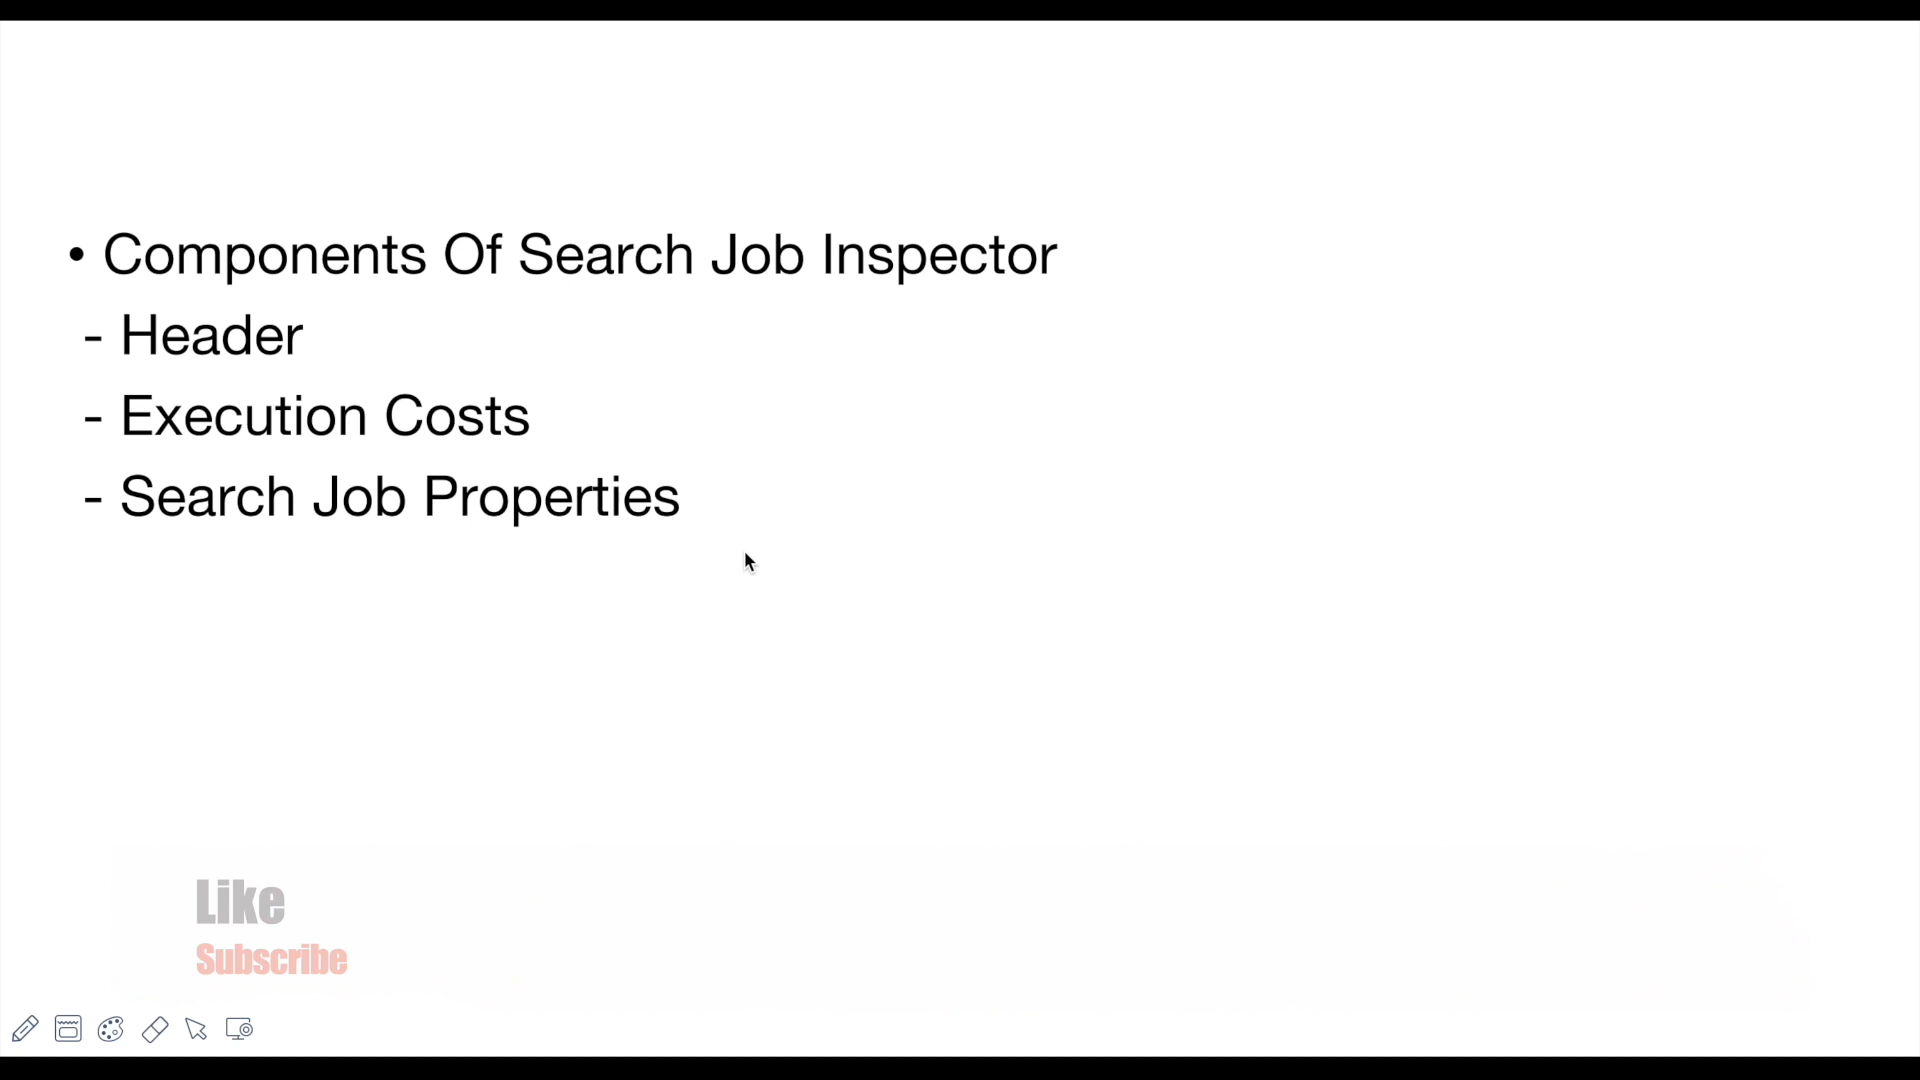 • Components Of Search Job Inspector
- Header
- Execution Costs
- Search Job Properties
Like
Subscribe